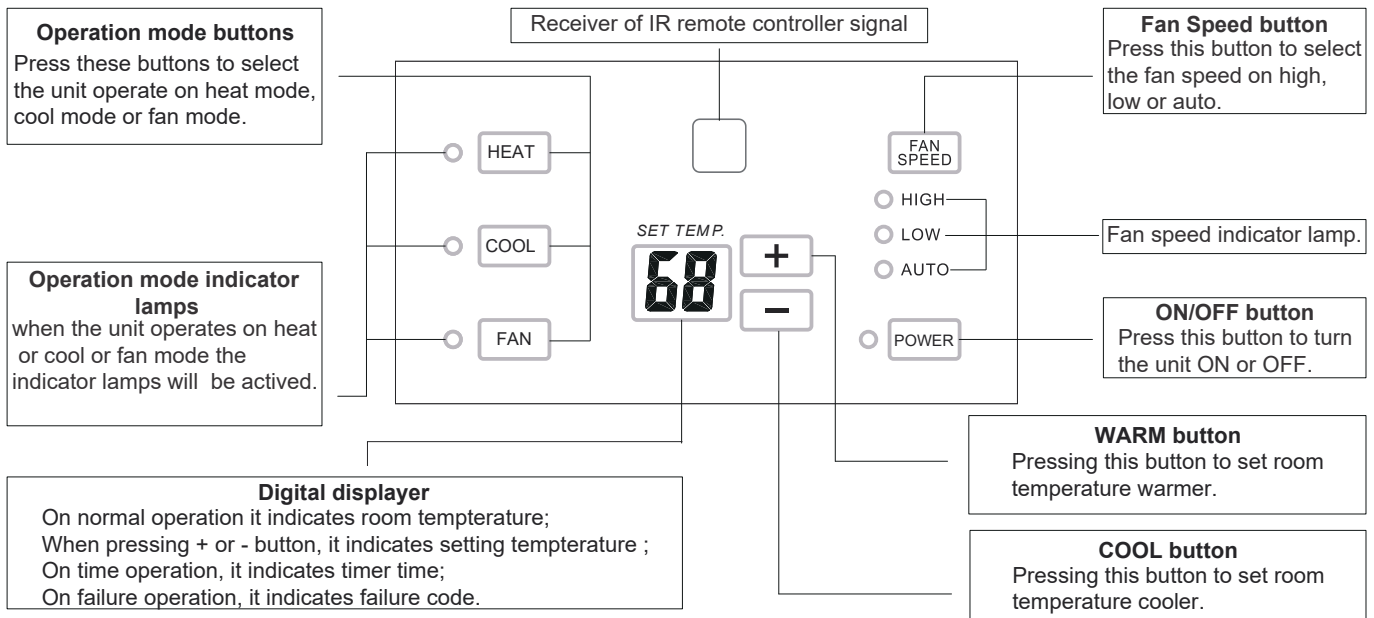 Operation mode buttons
Press these buttons to select
the unit operate on heat mode,
cool mode or fan mode.
Receiver of IR remote controller signal
Fan Speed button
Press this button to select
the fan speed on high,
low or auto.
HEAT
COOL
FAN
SET TEMP.
68
+
-
FAN
SPEED
HIGH
LOW
AUTO
POWER
Fan speed indicator lamp.
Operation mode indicator
lamps
when the unit operates on heat
or cool or fan mode the
indicator lamps will be actived.
ON/OFF button
Press this button to turn
the unit ON or OFF.
WARM button
Pressing this button to set room
temperature warmer.
Digital displayer
On normal operation it indicates room tempterature;
When pressing + or - button, it indicates setting tempterature ;
On time operation, it indicates timer time;
On failure operation, it indicates failure code.
COOL button
Pressing this button to set room
temperature cooler.